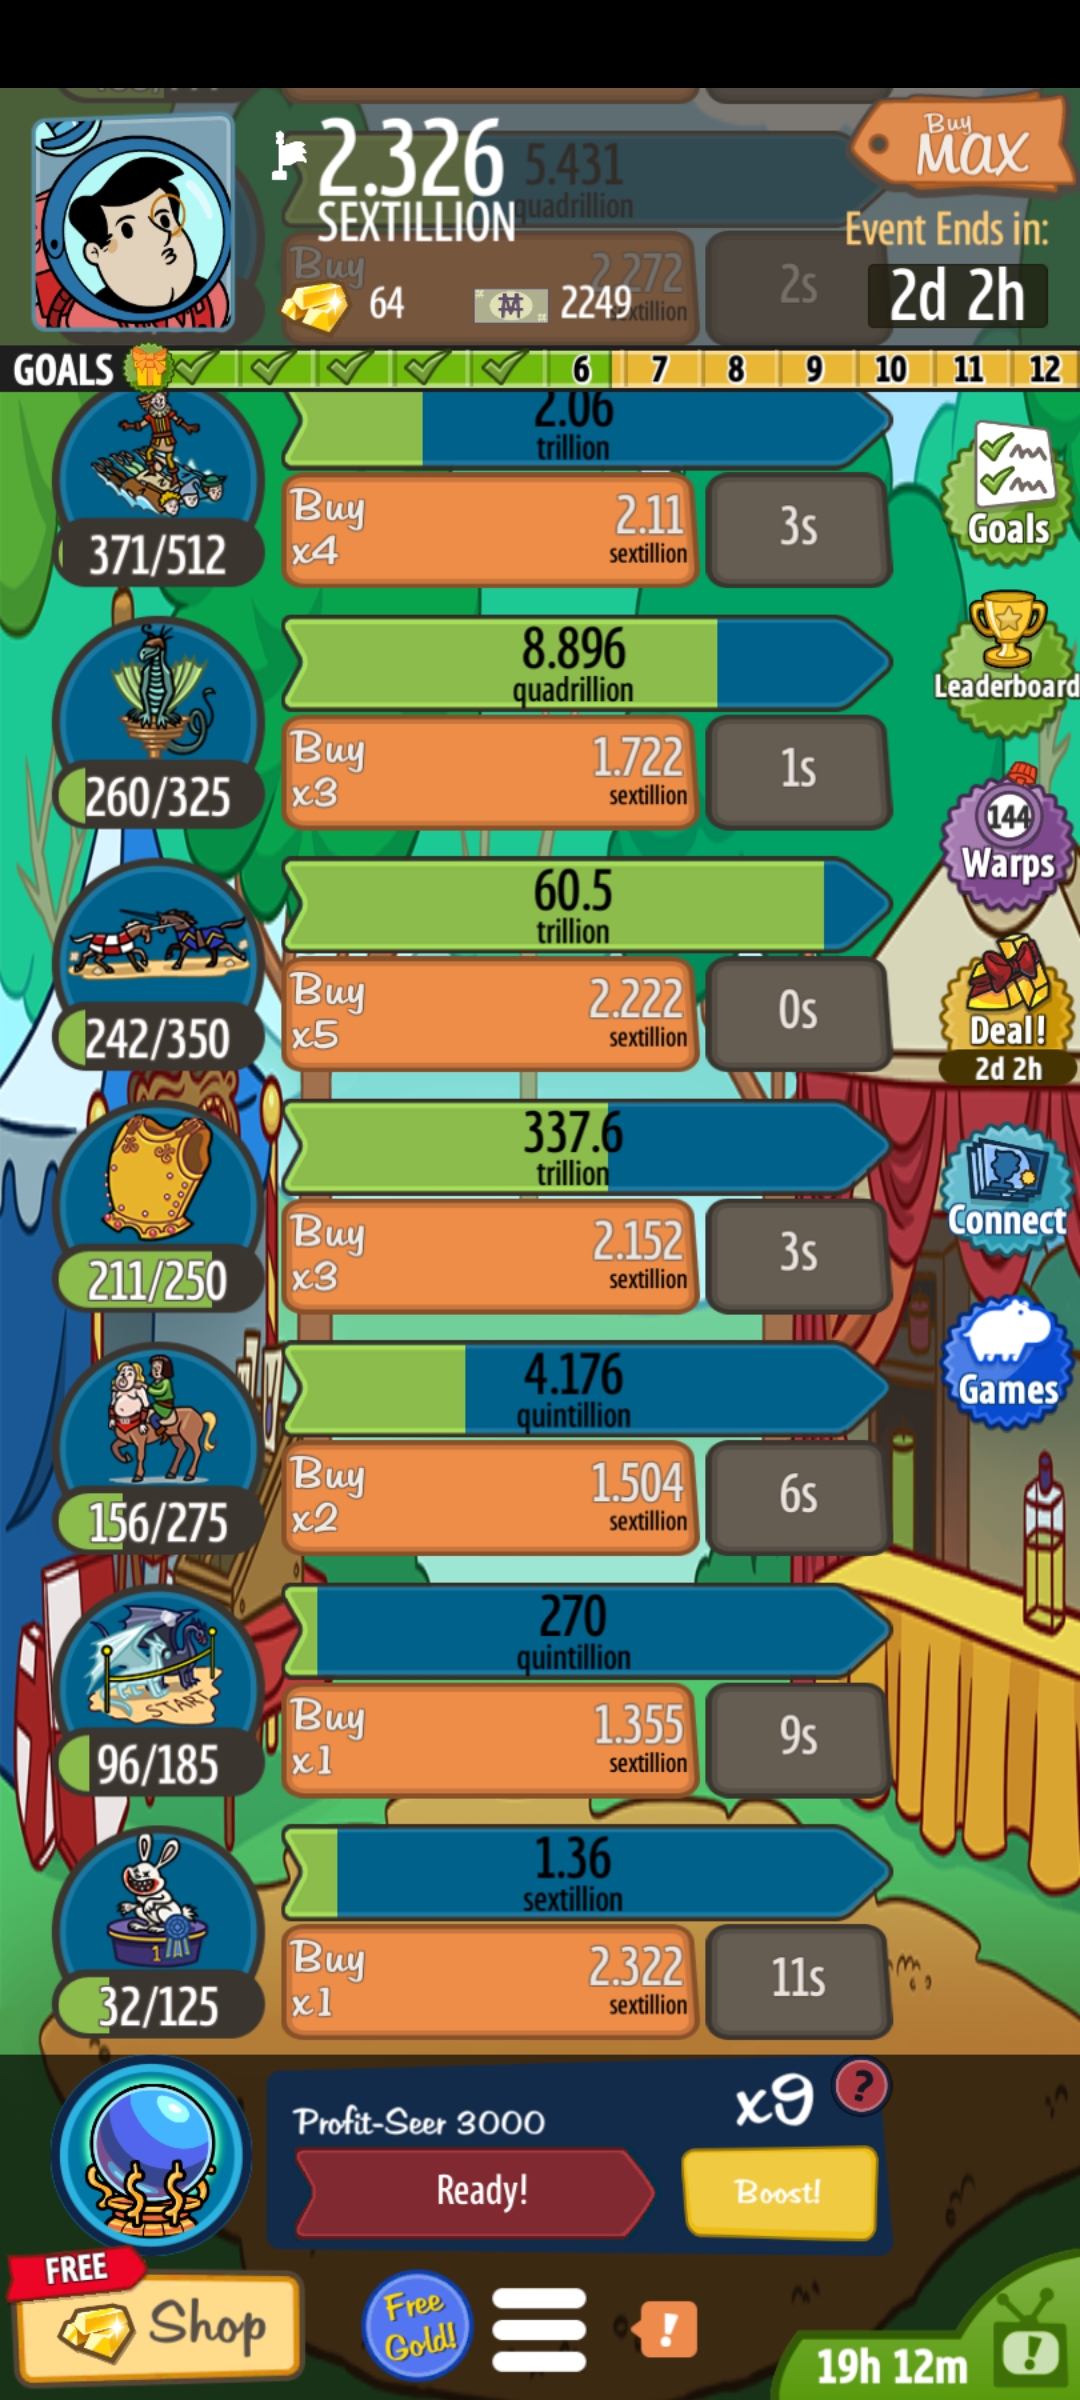 Buy
MAX
2.326
SEXTILLION
5.431
quadrillion
Event Ends in:
2d 2h
64
2249
Buy
2.272
sextillion
2s
GOALS
6
7
8
9
10
11
12
2.06
trillion
371/512
Buy
x4
2.11
sextillion
3s
Goals
8.896
quadrillion
260/325
Buy
x3
1.722
sextillion
1s
Leaderboard
144
Warps
60.5
trillion
242/350
Buy
x5
2.222
sextillion
0s
Deal!
2d 2h
337.6
trillion
211/250
Buy
x3
2.152
sextillion
3s
Connect
4.176
quintillion
156/275
Buy
x2
1.504
sextillion
6s
Games
270
quintillion
START
96/185
Buy
x1
1.355
sextillion
9s
1.36
sextillion
1
32/125
Buy
x1
2.322
sextillion
11s
Profit-Seer 3000
x9
?
Ready!
Boost!
FREE
Shop
Free
Gold!
!
19h 12m
!